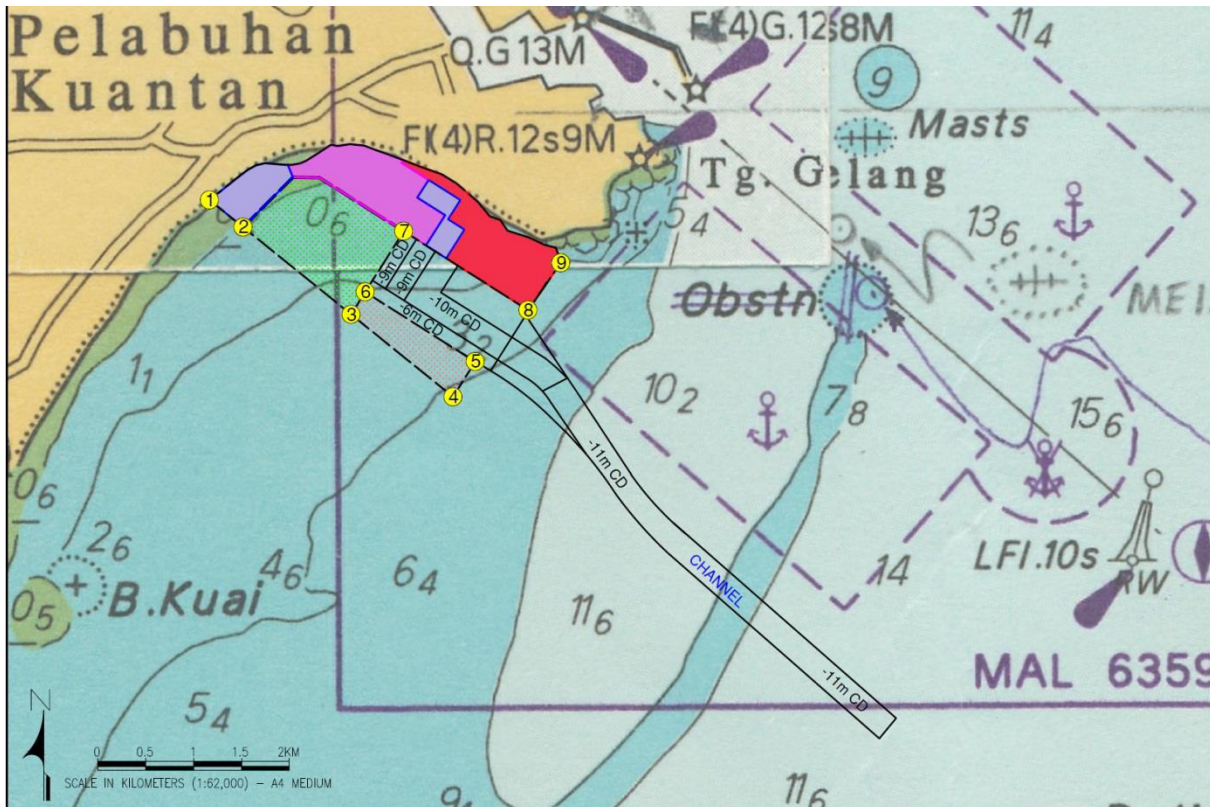 Pelabuhan
Kuantan
Q.G 13M
Fl(4)G.12s8M
11₄
9
Masts
Fl(4)R.12s9M
Tg. Gelang
5₄
13₆
0₆
1
2
7
9
-9m CD
-9m CD
6
-10m CD
8
3
-6m CD
Obstn
5
4
1₁
10₂
7₈
15₆
-11m CD
0₆
2₆
B.Kuai
4₆
6₄
LFl.10s
RW
14
CHANNEL
0₅
11₆
MAL 6359
-11m CD
5₄
N
0 0.5 1 1.5 2KM
SCALE IN KILOMETERS (1:62,000) – A4 MEDIUM
11₆